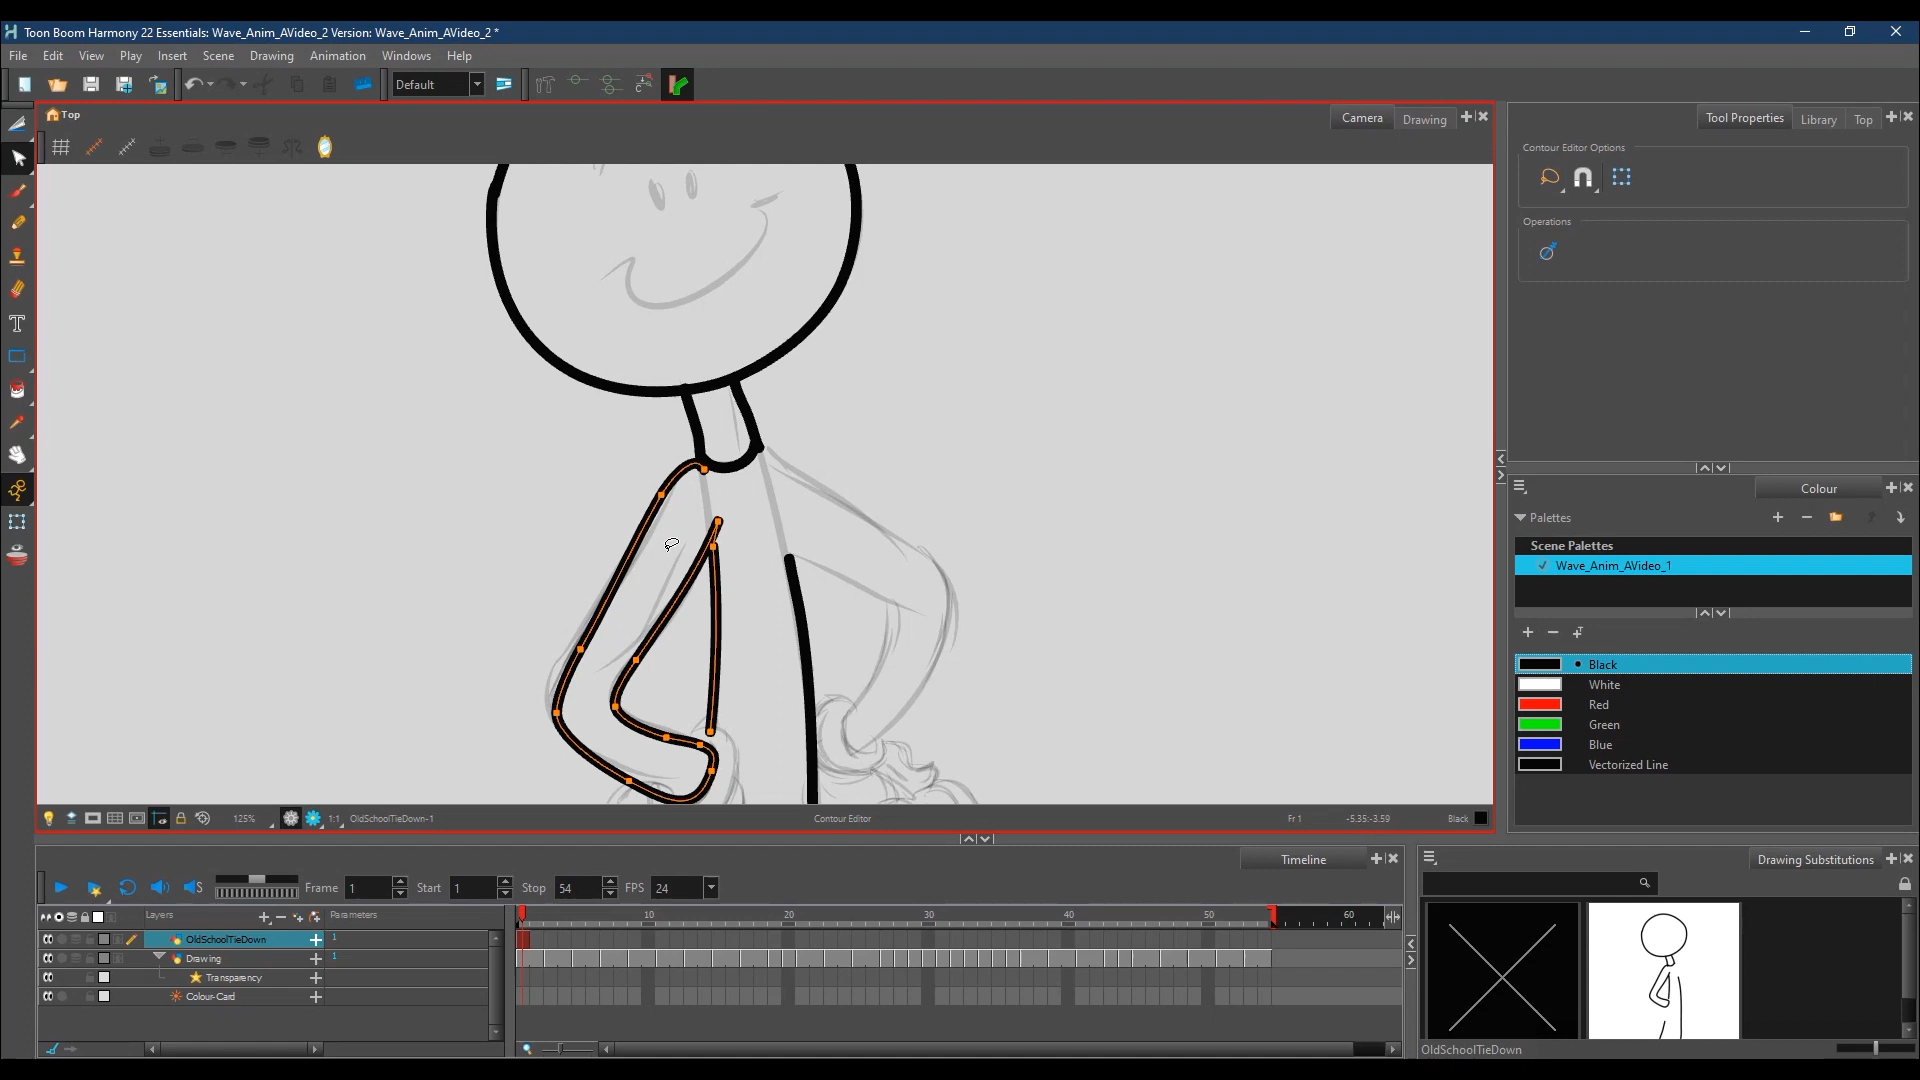 Toon Boom Harmony 22 Essentials: Wave_Anim_AVideo_2 Version: Wave_Anim_AVideo_2 *
File Edit View Play Insert Scene Drawing Animation Windows Help
Default
Top
Camera Drawing
Tool Properties Library Top
Contour Editor Options
Operations
Colour
Palettes
Scene Palettes
Wave_Anim_AVideo_1
Black
White
Red
Green
Blue
Vectorized Line
125% 1:1 OldSchoolTieDown-1 Contour Editor Fr 1 -5.35:-3.59 Black
Timeline
Drawing Substitutions
Frame 1 Start 1 Stop 54 FPS 24
Layers Parameters
10 20 30 40 50 60
OldSchoolTieDown 1
Drawing 1
Transparency
Colour-Card
OldSchoolTieDown